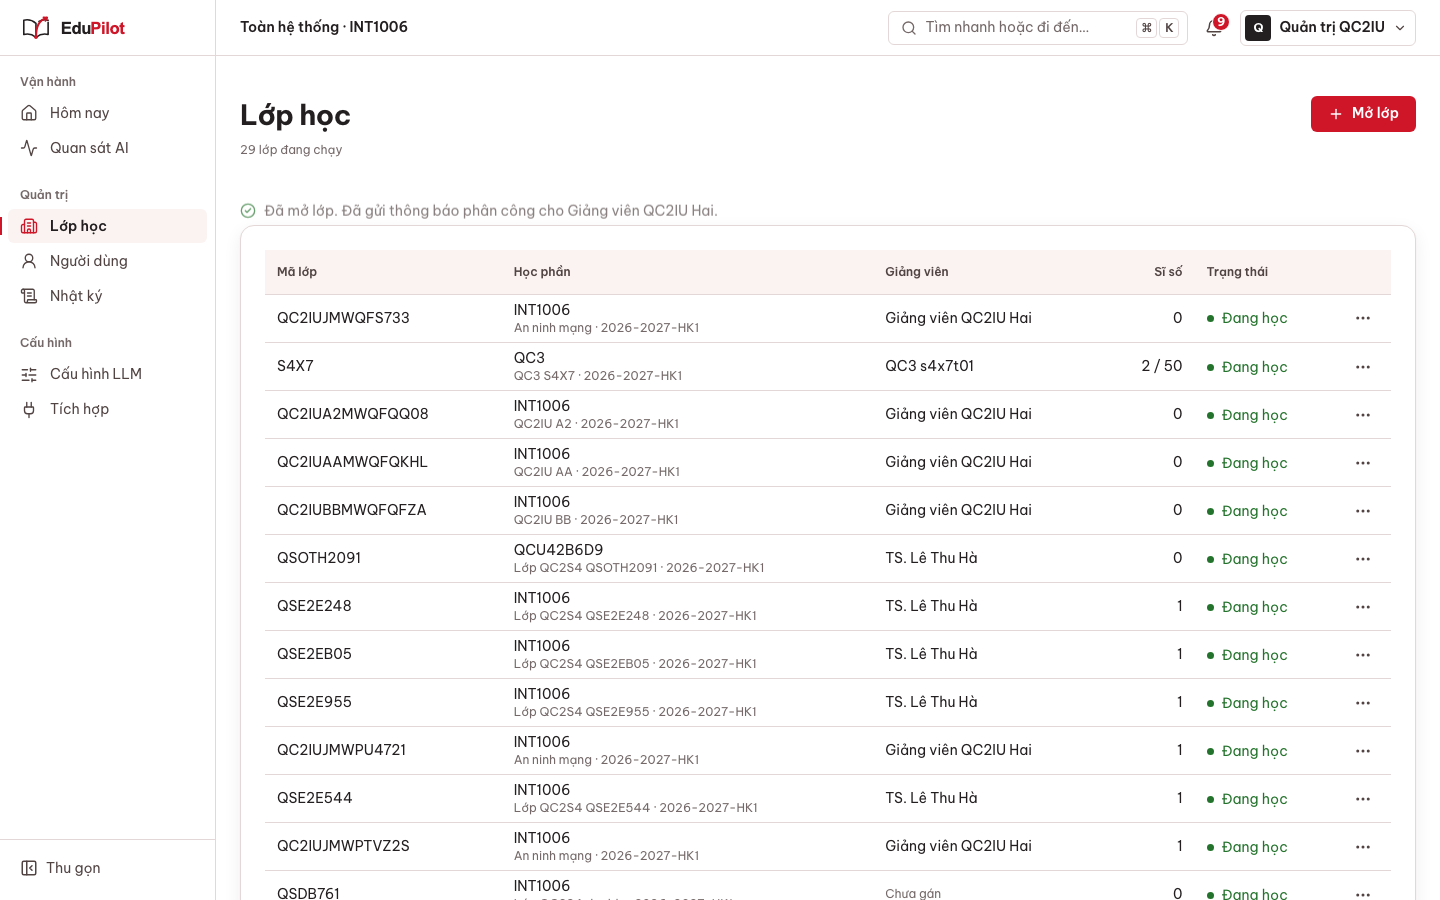 EduPilot
Toàn hệ thống · INT1006
Tìm nhanh hoặc đi đến...
⌘ K
9
Q
Quản trị QC2IU
Vận hành
Hôm nay
Quan sát AI
Quản trị
Lớp học
Người dùng
Nhật ký
Cấu hình
Cấu hình LLM
Tích hợp
Thu gọn
Lớp học
29 lớp đang chạy
Mở lớp
Đã mở lớp. Đã gửi thông báo phân công cho Giảng viên QC2IU Hai.
Mã lớp Học phần Giảng viên Sĩ số Trạng thái
QC2IUJMWQFS733 INT1006 Giảng viên QC2IU Hai 0 Đang học
An ninh mạng · 2026-2027-HK1
S4X7 QC3 QC3 s4x7t01 2 / 50 Đang học
QC3 S4X7 · 2026-2027-HK1
QC2IUA2MWQFQQ08 INT1006 Giảng viên QC2IU Hai 0 Đang học
QC2IU A2 · 2026-2027-HK1
QC2IUAAMWQFQKHL INT1006 Giảng viên QC2IU Hai 0 Đang học
QC2IU AA · 2026-2027-HK1
QC2IUBBMWQFQFZA INT1006 Giảng viên QC2IU Hai 0 Đang học
QC2IU BB · 2026-2027-HK1
QSOTH2091 QCU42B6D9 TS. Lê Thu Hà 0 Đang học
Lớp QC2S4 QSOTH2091 · 2026-2027-HK1
QSE2E248 INT1006 TS. Lê Thu Hà 1 Đang học
Lớp QC2S4 QSE2E248 · 2026-2027-HK1
QSE2EB05 INT1006 TS. Lê Thu Hà 1 Đang học
Lớp QC2S4 QSE2EB05 · 2026-2027-HK1
QSE2E955 INT1006 TS. Lê Thu Hà 1 Đang học
Lớp QC2S4 QSE2E955 · 2026-2027-HK1
QC2IUJMWPU4721 INT1006 Giảng viên QC2IU Hai 1 Đang học
An ninh mạng · 2026-2027-HK1
QSE2E544 INT1006 TS. Lê Thu Hà 1 Đang học
Lớp QC2S4 QSE2E544 · 2026-2027-HK1
QC2IUJMWPTVZ2S INT1006 Giảng viên QC2IU Hai 1 Đang học
An ninh mạng · 2026-2027-HK1
QSDB761 INT1006 Chưa gán 0 Đang học